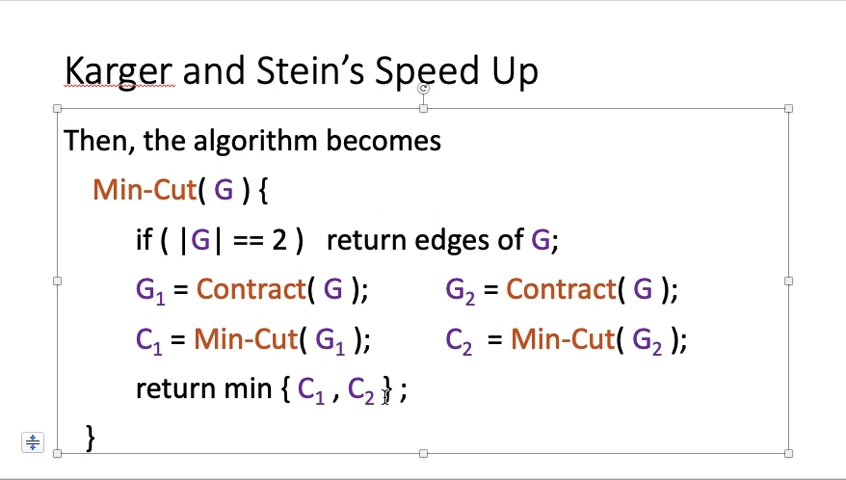 Karger and Stein's Speed Up
Then, the algorithm becomes
Min-Cut( G ) {
if ( |G| == 2 ) return edges of G;
G₁ = Contract( G ); G₂ = Contract( G );
C₁ = Min-Cut( G₁ ); C₂ = Min-Cut( G₂ );
return min { C₁ , C₂ } ;
}